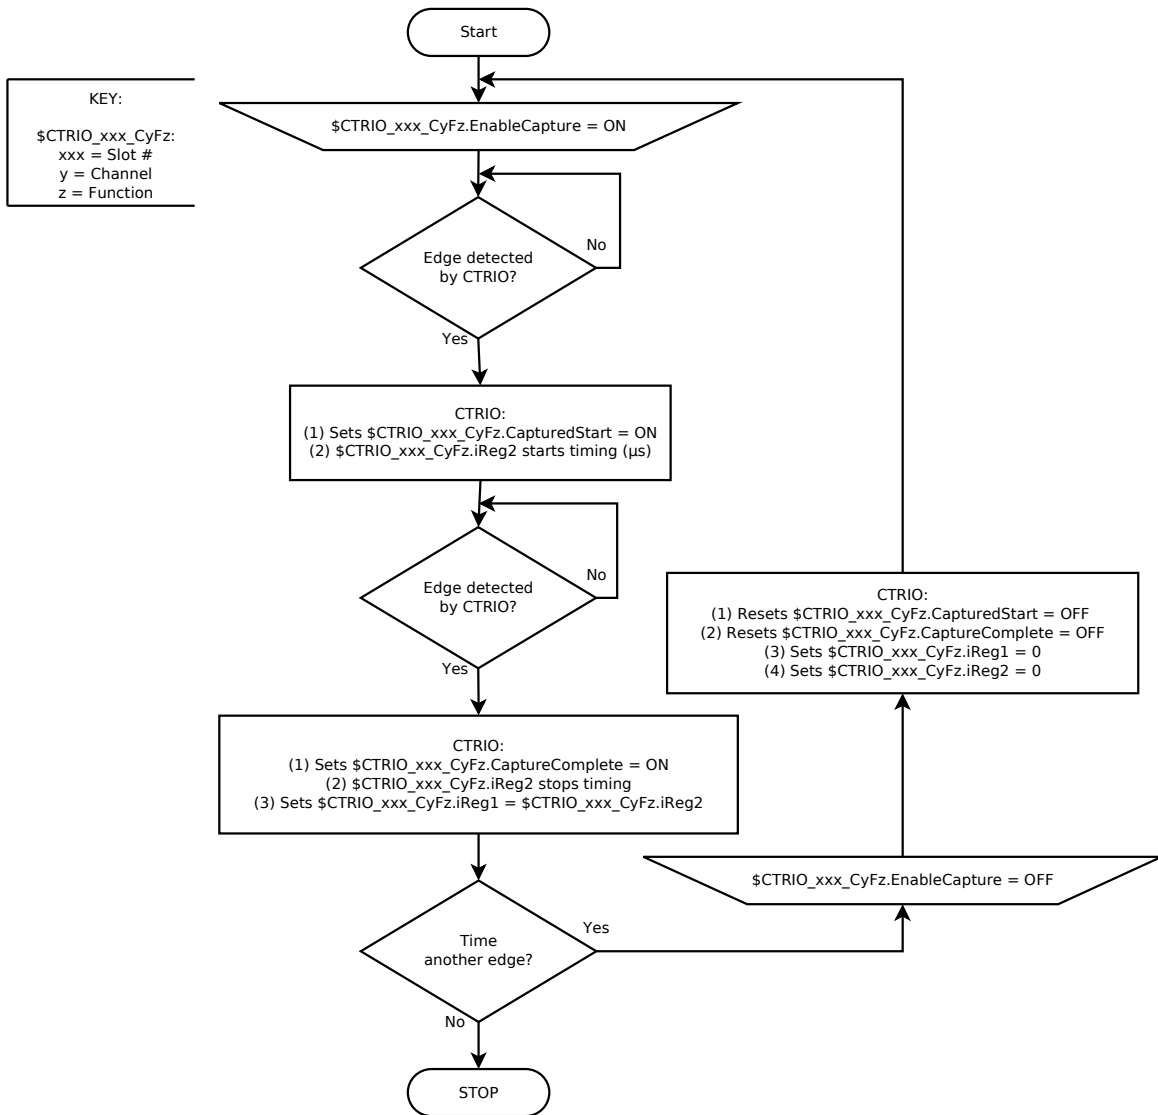 Start
KEY:
$CTRIO_xxx_CyFz:
xxx = Slot #
y = Channel
z = Function
$CTRIO_xxx_CyFz.EnableCapture = ON
Edge detected
by CTRIO?
No
Yes
CTRIO:
(1) Sets $CTRIO_xxx_CyFz.CapturedStart = ON
(2) $CTRIO_xxx_CyFz.iReg2 starts timing (µs)
Edge detected
by CTRIO?
No
Yes
CTRIO:
(1) Sets $CTRIO_xxx_CyFz.CaptureComplete = ON
(2) $CTRIO_xxx_CyFz.iReg2 stops timing
(3) Sets $CTRIO_xxx_CyFz.iReg1 = $CTRIO_xxx_CyFz.iReg2
Time
another edge?
Yes
No
STOP
$CTRIO_xxx_CyFz.EnableCapture = OFF
CTRIO:
(1) Resets $CTRIO_xxx_CyFz.CapturedStart = OFF
(2) Resets $CTRIO_xxx_CyFz.CaptureComplete = OFF
(3) Sets $CTRIO_xxx_CyFz.iReg1 = 0
(4) Sets $CTRIO_xxx_CyFz.iReg2 = 0